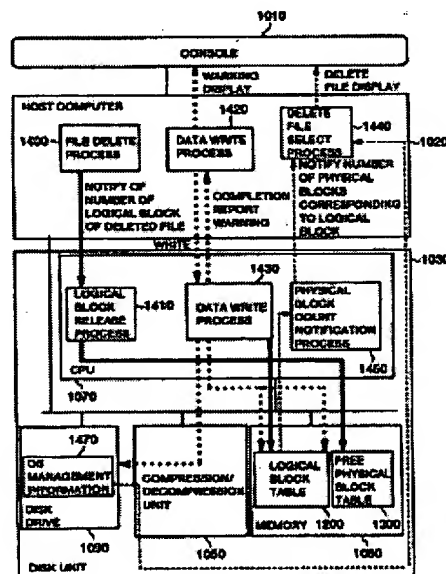 1010
CONSOLE
WARNING
DISPLAY
DELETE
FILE DISPLAY
HOST COMPUTER
1420
1400
FILE DELETE
PROCESS
DATA WRITE
PROCESS
DELETE
FILE
SELECT
PROCESS
1440
1020
NOTIFY OF
NUMBER OF
LOGICAL BLOCK
OF DELETED FILE
COMPLETION
REPORT
WARNING
NOTIFY NUMBER
OF PHYSICAL
BLOCKS
CORRESPONDING
TO LOGICAL
BLOCK
WRITE
1030
LOGICAL
BLOCK
RELEASE
PROCESS
1410
1430
DATA WRITE
PROCESS
PHYSICAL
BLOCK
COUNT
NOTIFICATION
PROCESS
1450
CPU
1070
1470
OS
MANAGEMENT
INFORMATION
DISK
DRIVE
COMPRESSION/
DECOMPRESSION
UNIT
LOGICAL
BLOCK
TABLE
FREE
PHYSICAL
BLOCK
TABLE
MEMORY
1200
1300
1090
1050
1060
DISK UNIT